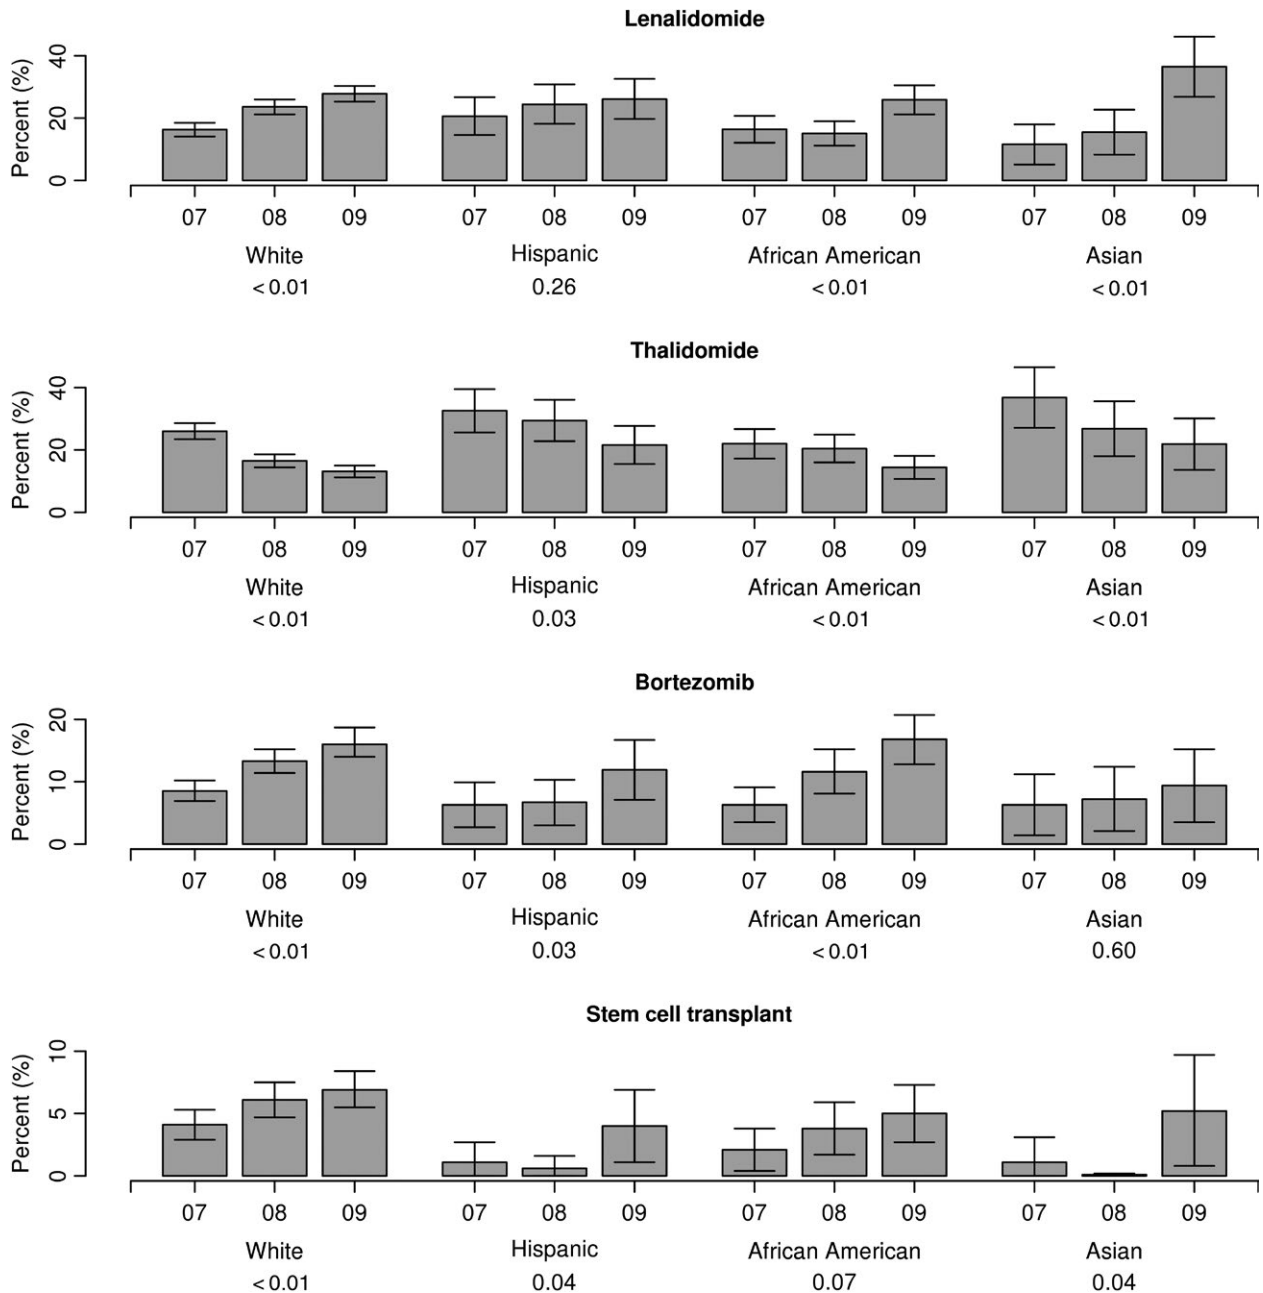 Lenalidomide
Percent (%)
40
20
0
07 08 09 07 08 09 07 08 09 07 08 09
White Hispanic African American Asian
<0.01 0.26 <0.01 <0.01
Thalidomide
Percent (%)
40
20
0
07 08 09 07 08 09 07 08 09 07 08 09
White Hispanic African American Asian
<0.01 0.03 <0.01 <0.01
Bortezomib
Percent (%)
20
10
0
07 08 09 07 08 09 07 08 09 07 08 09
White Hispanic African American Asian
<0.01 0.03 <0.01 0.60
Stem cell transplant
Percent (%)
10
5
0
07 08 09 07 08 09 07 08 09 07 08 09
White Hispanic African American Asian
<0.01 0.04 0.07 0.04